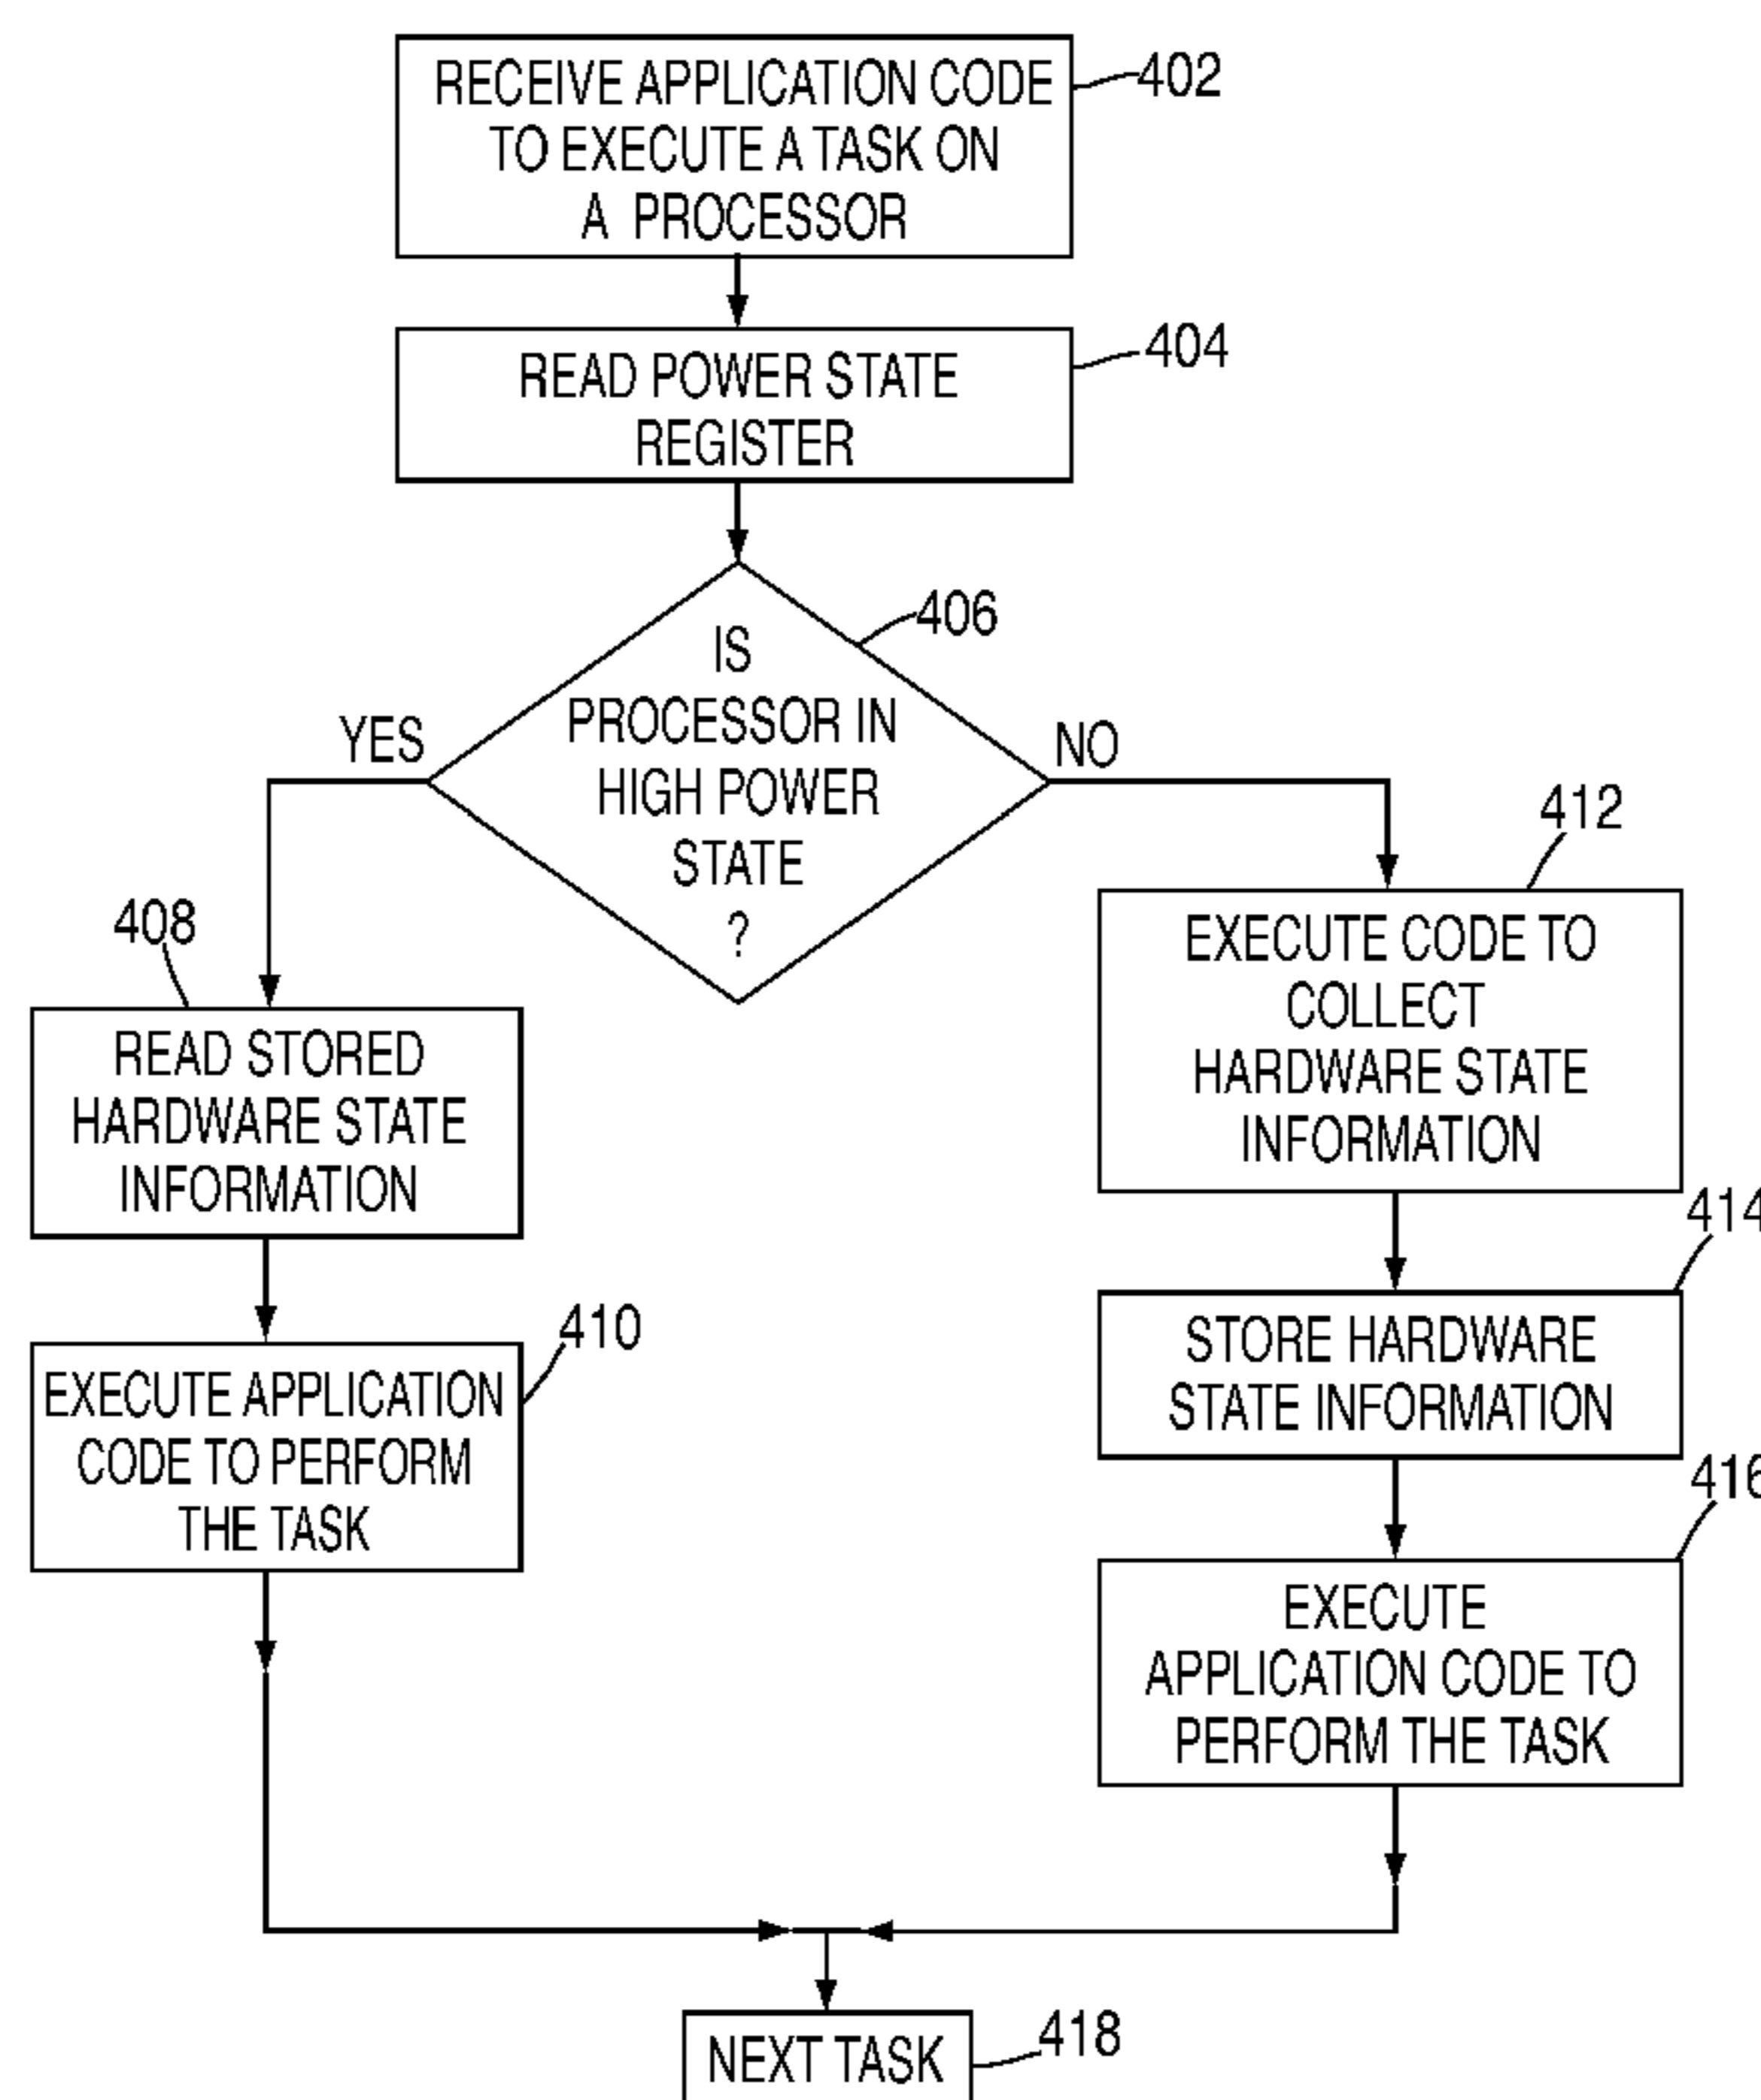 RECEIVE APPLICATION CODE
TO EXECUTE A TASK ON
A PROCESSOR
402
READ POWER STATE
REGISTER
404
IS
PROCESSOR IN
HIGH POWER
STATE
?
406
YES
NO
408
READ STORED
HARDWARE STATE
INFORMATION
410
EXECUTE APPLICATION
CODE TO PERFORM
THE TASK
412
EXECUTE CODE TO
COLLECT
HARDWARE STATE
INFORMATION
414
STORE HARDWARE
STATE INFORMATION
416
EXECUTE
APPLICATION CODE TO
PERFORM THE TASK
NEXT TASK
418